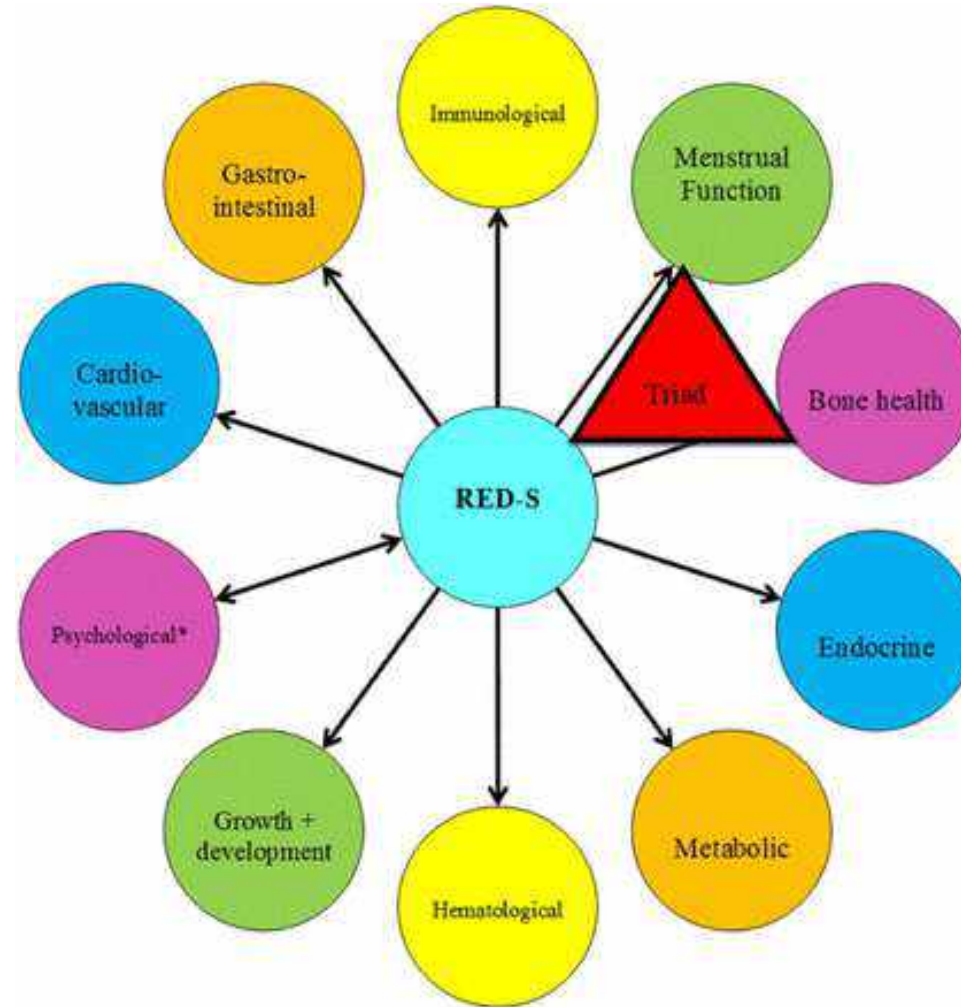 Immunological
Menstrual
Function
Gastro-
intestinal
Cardio-
vascular
Triad
Bone health
RED-S
Psychological*
Endocrine
Growth +
development
Metabolic
Hematological